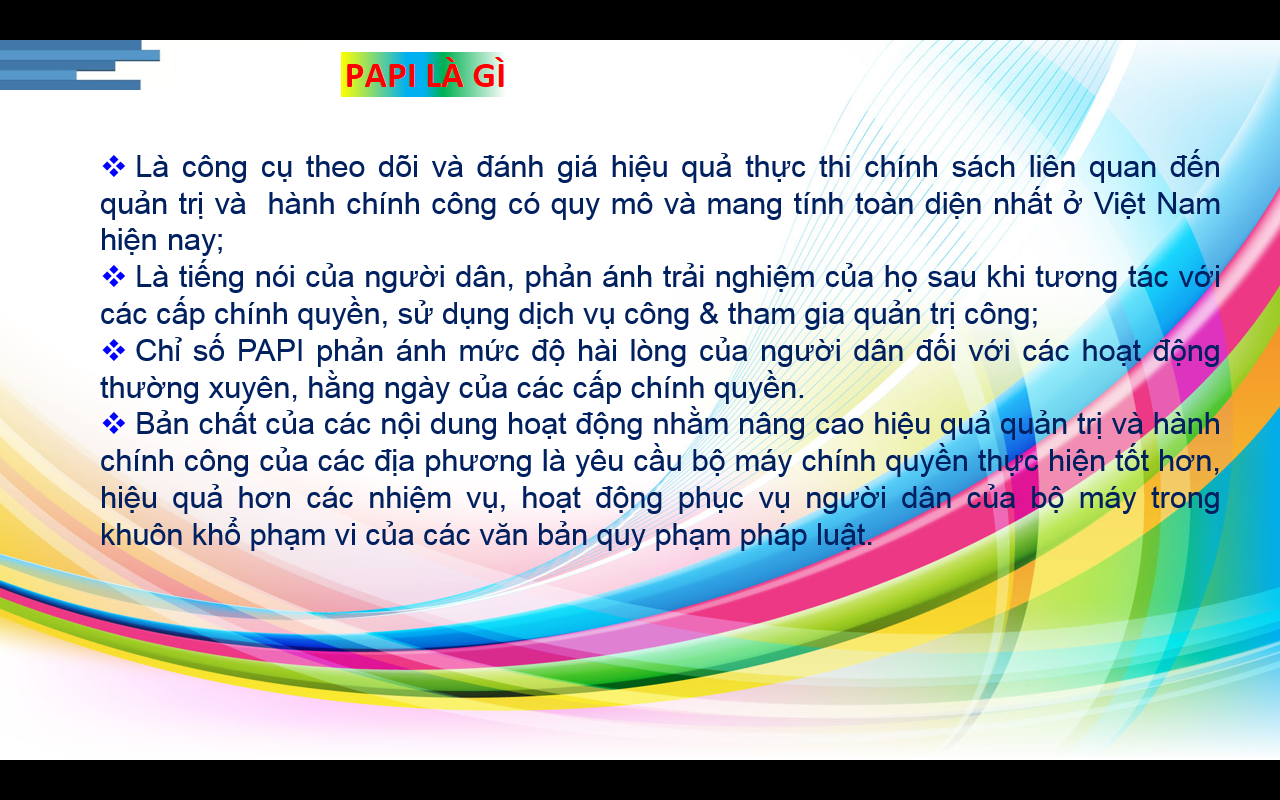 PAPI LÀ GÌ
❖ Là công cụ theo dõi và đánh giá hiệu quả thực thi chính sách liên quan đến
quản trị và  hành chính công có quy mô và mang tính toàn diện nhất ở Việt Nam
hiện nay;
❖ Là tiếng nói của người dân, phản ánh trải nghiệm của họ sau khi tương tác với
các cấp chính quyền, sử dụng dịch vụ công & tham gia quản trị công;
❖ Chỉ số PAPI phản ánh mức độ hài lòng của người dân đối với các hoạt động
thường xuyên, hằng ngày của các cấp chính quyền.
❖ Bản chất của các nội dung hoạt động nhằm nâng cao hiệu quả quản trị và hành
chính công của các địa phương là yêu cầu bộ máy chính quyền thực hiện tốt hơn,
hiệu quả hơn các nhiệm vụ, hoạt động phục vụ người dân của bộ máy trong
khuôn khổ phạm vi của các văn bản quy phạm pháp luật.